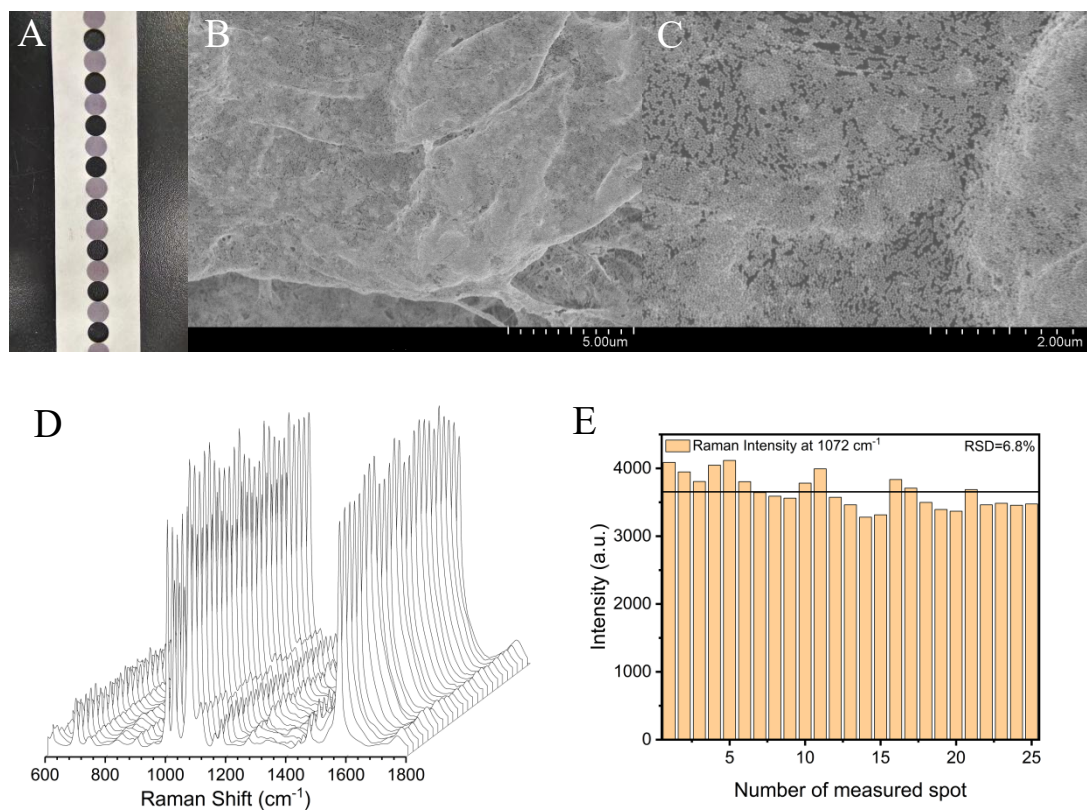 A
B
C
5.00um
2.00um
D
600
1000
1200
1400
1600
1800
Raman Shift (cm⁻¹)
E
Raman Intensity at 1072 cm⁻¹
RSD=6.8%
4000
3000
2000
1000
0
Intensity (a.u.)
5
10
15
20
25
Number of measured spot